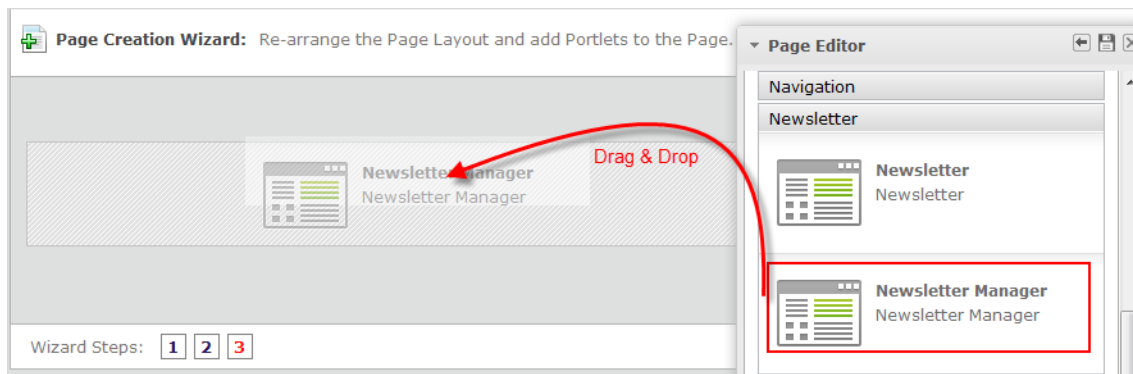 Page Creation Wizard: Re-arrange the Page Layout and add Portlets to the Page.
Page Editor
Navigation
Newsletter
Drag & Drop
Newsletter Manager
Newsletter Manager
Newsletter
Newsletter
Newsletter Manager
Newsletter Manager
Wizard Steps: 1 2 3